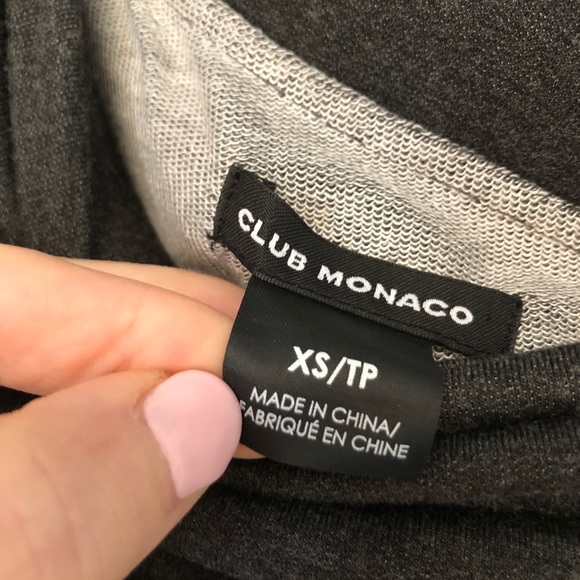 CLUB MONACO
XS/TP
MADE IN CHINA/
FABRIQUÉ EN CHINE